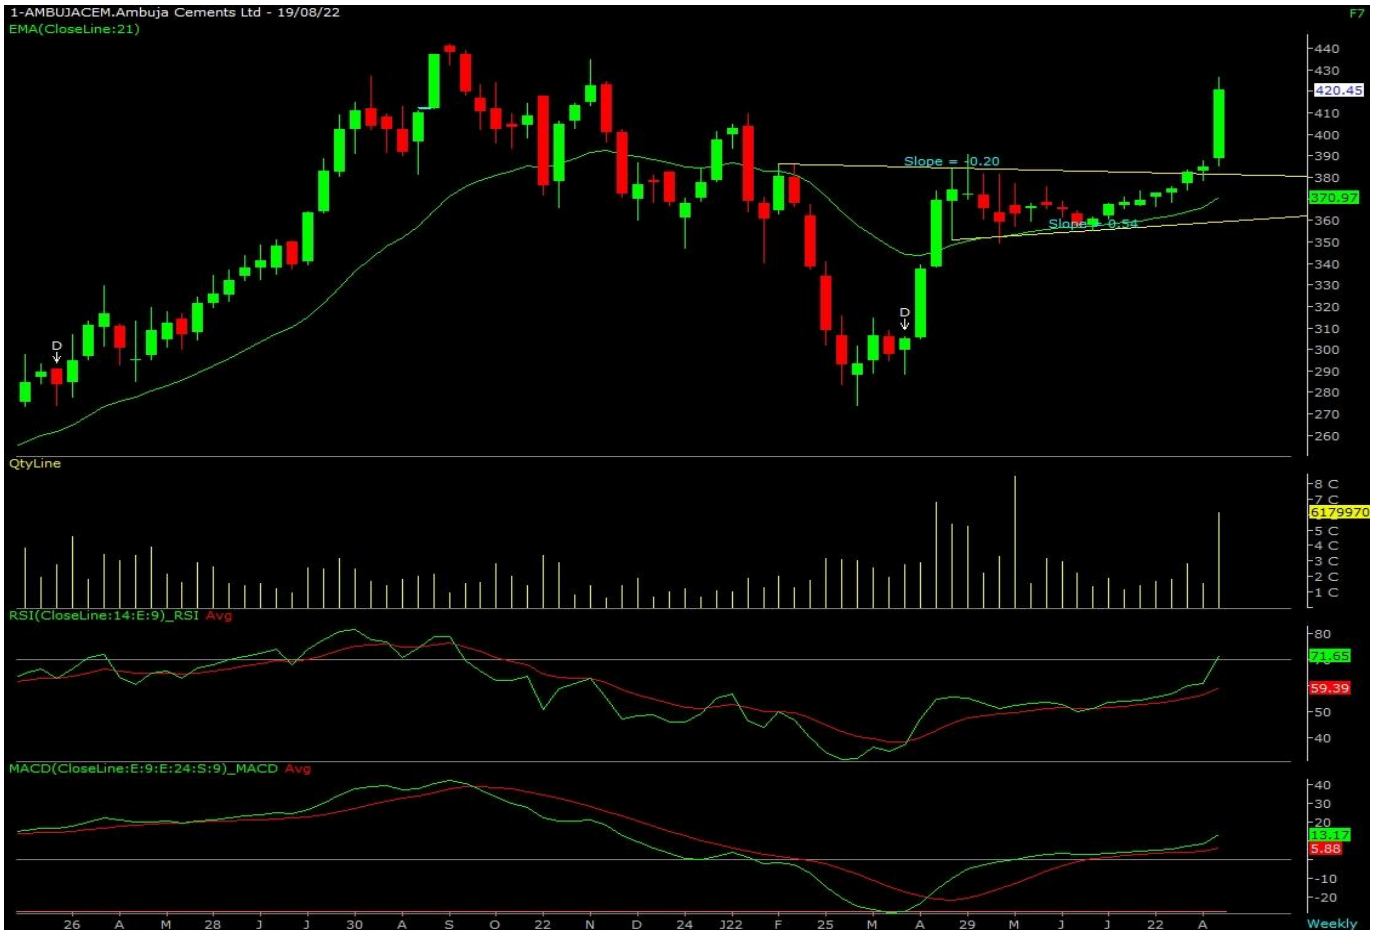 1-AMBUJACEM.Ambuja Cements Ltd - 19/08/22
F7
EMA(CloseLine:21)
440
430
420.45
410
400
390
380
370.97
360
350
340
330
320
310
300
290
280
270
260
Slope = -0.20
Slope = 0.54
D
D
QtyLine
8 C
7 C
6179970
5 C
4 C
3 C
2 C
1 C
RSI(CloseLine:14:E:9)_RSI Avg
80
71.65
59.39
50
40
MACD(CloseLine:E:9:E:24:S:9)_MACD Avg
40
30
20
13.17
5.88
-10
-20
26 A M 28 J J 30 A S O 22 N D 24 J22 F 25 M A 29 M J J 22 A
Weekly